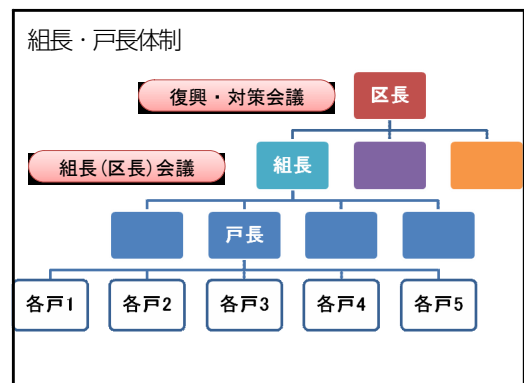 組長・戸長体制
復興・対策会議
区長
組長(区長)会議
組長
戸長
各戸1
各戸2
各戸3
各戸4
各戸5